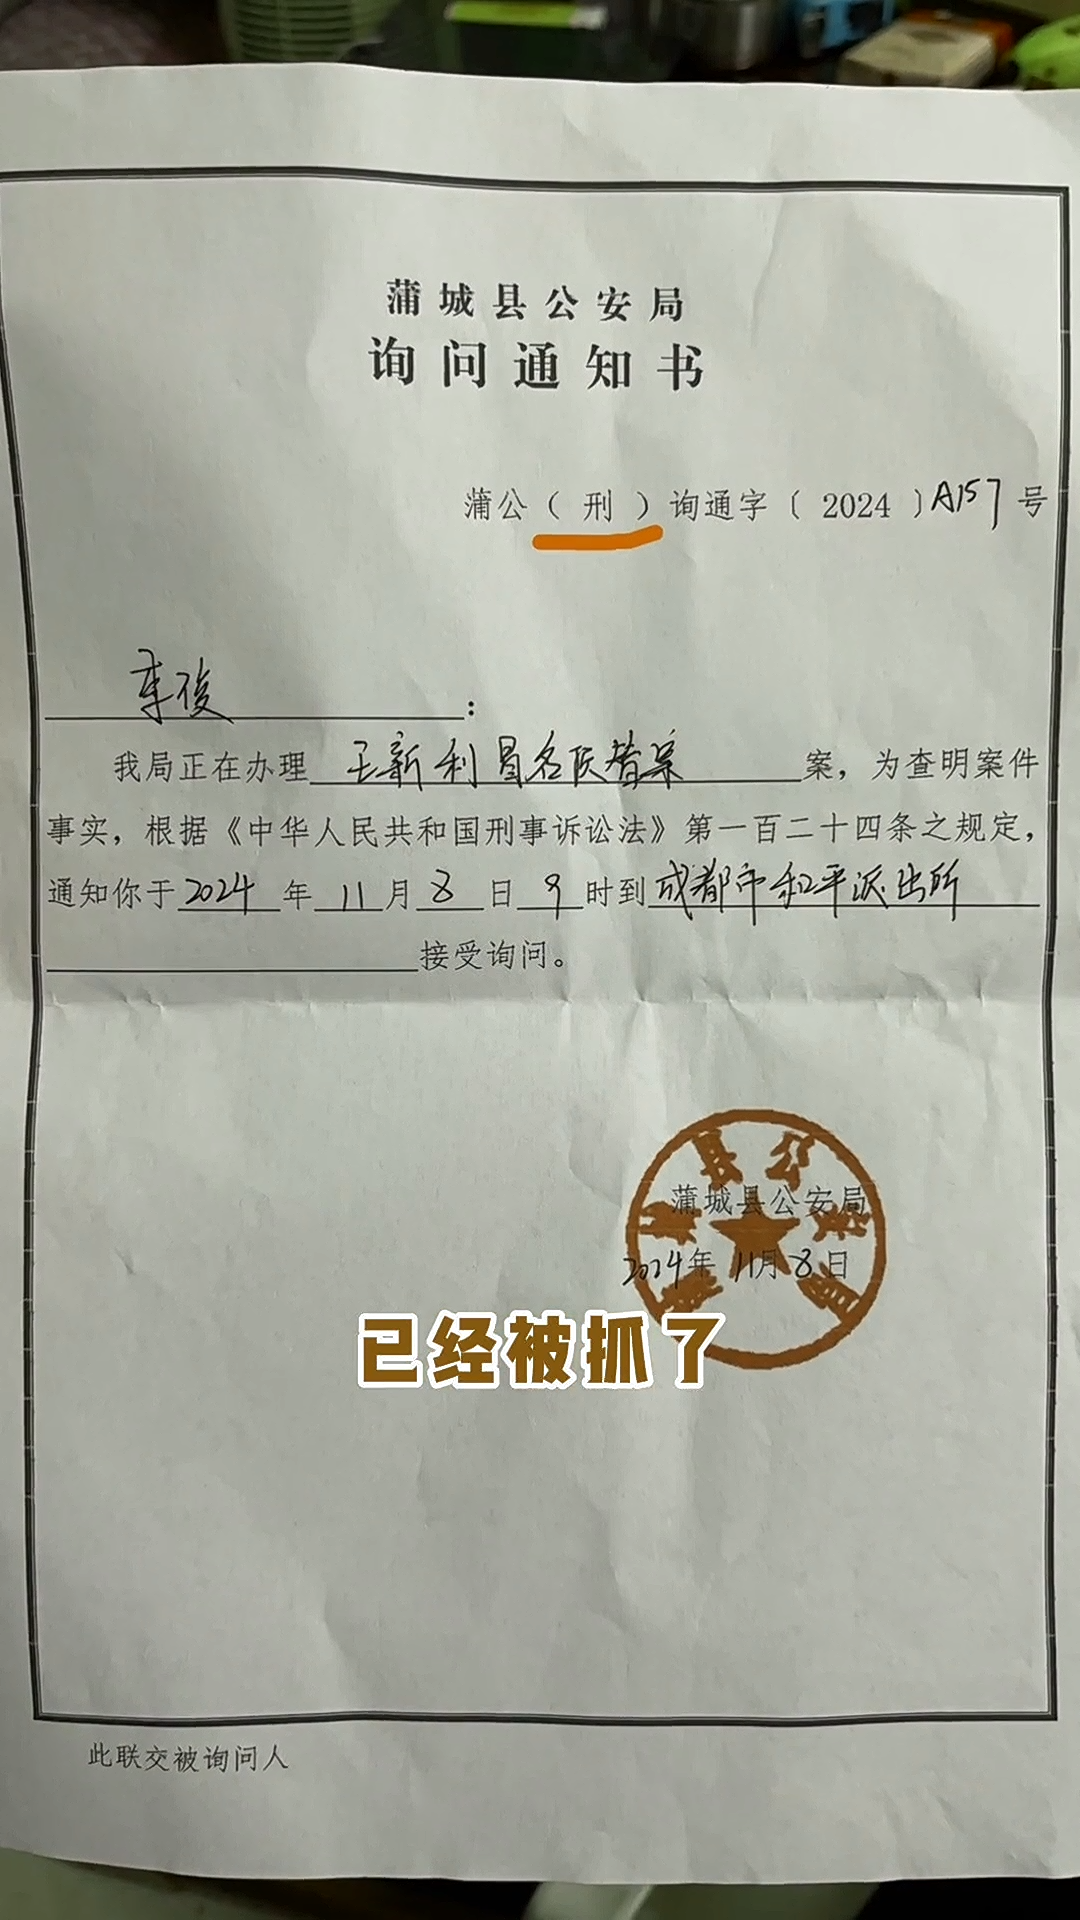 蒲城县公安局
询问通知书
蒲公（刑）询通字〔2024〕A157号
车俊：
我局正在办理王新利冒名顶替案案，为查明案件
事实，根据《中华人民共和国刑事诉讼法》第一百二十四条之规定，
通知你于2024年11月8日9时到成都市和平派出所
接受询问。
蒲城县公安局
2024年11月8日
已经被抓了
此联交被询问人